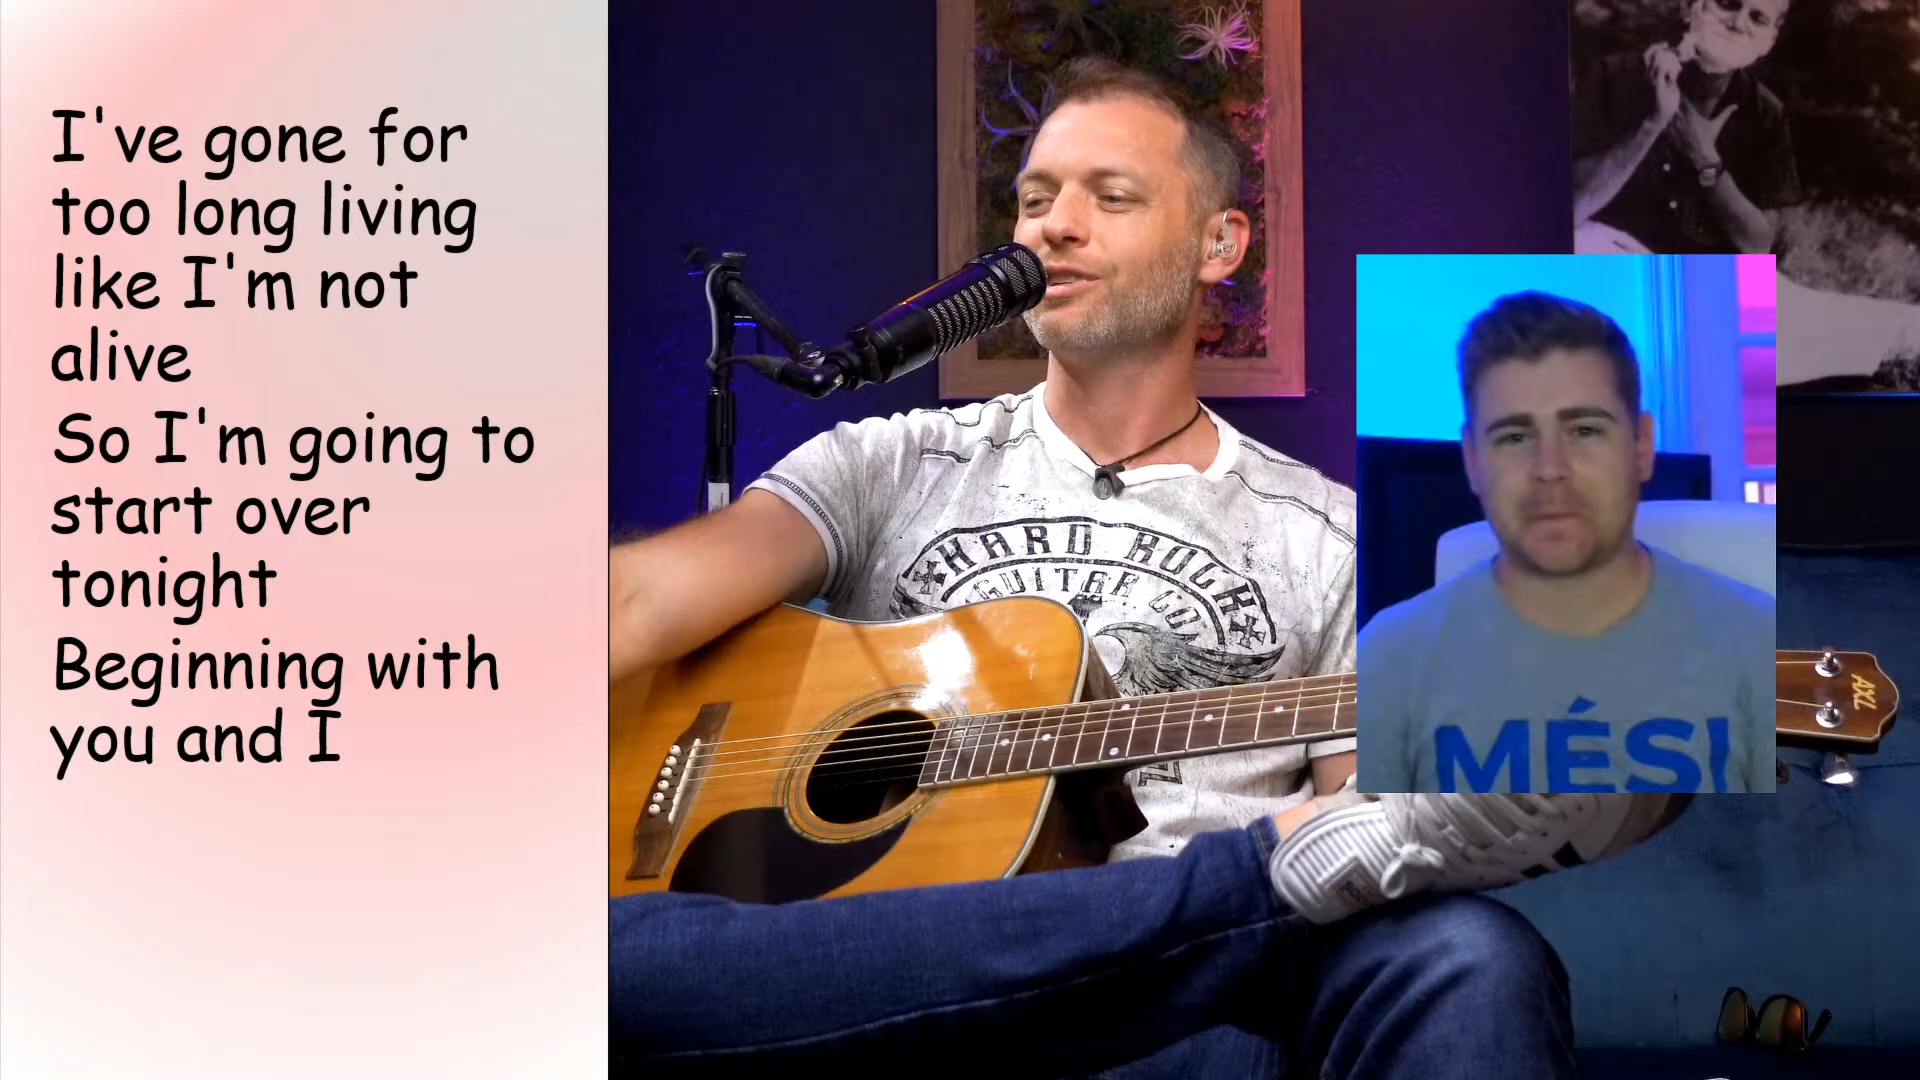 I've gone for
too long living
like I'm not
alive
So I'm going to
start over
tonight
Beginning with
you and I
HARD ROCK
GUITAR CO.
MÉSI
AXL